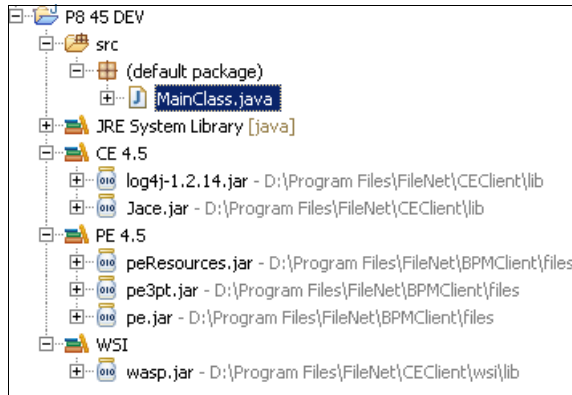 P8 45 DEV
src
(default package)
MainClass.java
JRE System Library [java]
CE 4.5
log4j-1.2.14.jar - D:\Program Files\FileNet\CEClient\lib
Jace.jar - D:\Program Files\FileNet\CEClient\lib
PE 4.5
peResources.jar - D:\Program Files\FileNet\BPMClient\files
pe3pt.jar - D:\Program Files\FileNet\BPMClient\files
pe.jar - D:\Program Files\FileNet\BPMClient\files
WSI
wasp.jar - D:\Program Files\FileNet\CEClient\wsi\lib